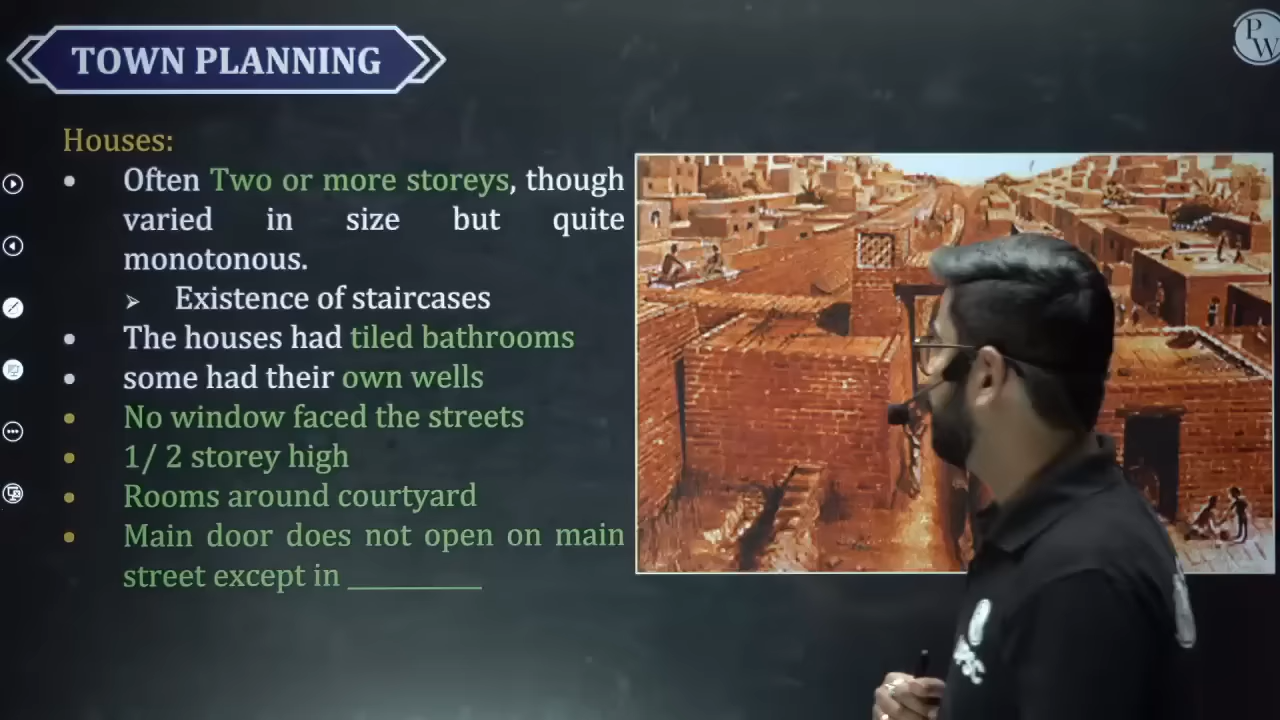 TOWN PLANNING
P
W
Houses:
• Often Two or more storeys, though
varied in size but quite
monotonous.
➢ Existence of staircases
• The houses had tiled bathrooms
• some had their own wells
• No window faced the streets
• 1/ 2 storey high
• Rooms around courtyard
• Main door does not open on main
street except in __________